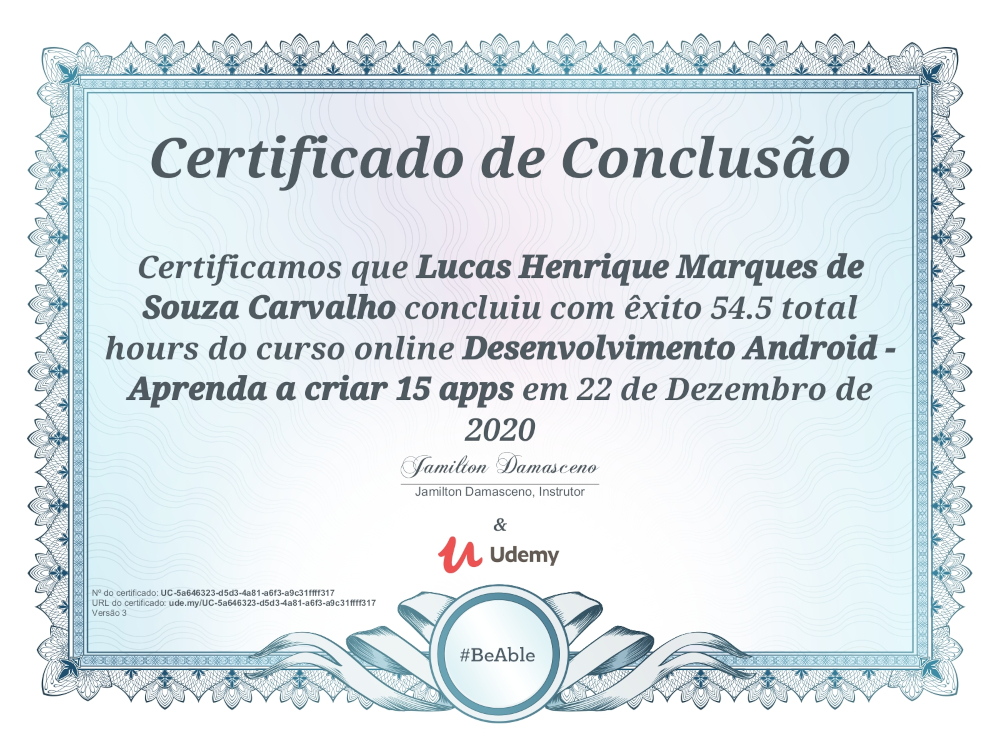 Certificado de Conclusão
Certificamos que Lucas Henrique Marques de
Souza Carvalho concluiu com êxito 54.5 total
hours do curso online Desenvolvimento Android -
Aprenda a criar 15 apps em 22 de Dezembro de
2020
Jamilton Damasceno
Jamilton Damasceno, Instrutor
&
Udemy
Nº do certificado: UC-5a646323-d5d3-4a81-a6f3-a9c31ffff317
URL do certificado: ude.my/UC-5a646323-d5d3-4a81-a6f3-a9c31ffff317
Versão 3
#BeAble